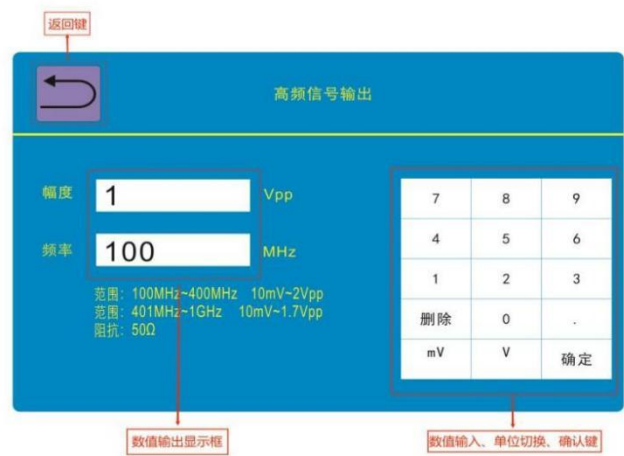 返回键
高频信号输出
幅度 1 Vpp
频率 100 MHz
范围：100MHz~400MHz 10mV~2Vpp
范围：401MHz~1GHz 10mV~1.7Vpp
阻抗：50Ω
7 8 9
4 5 6
1 2 3
删除 0 .
mV V 确定
数值输出显示框
数值输入、单位切换、确认键